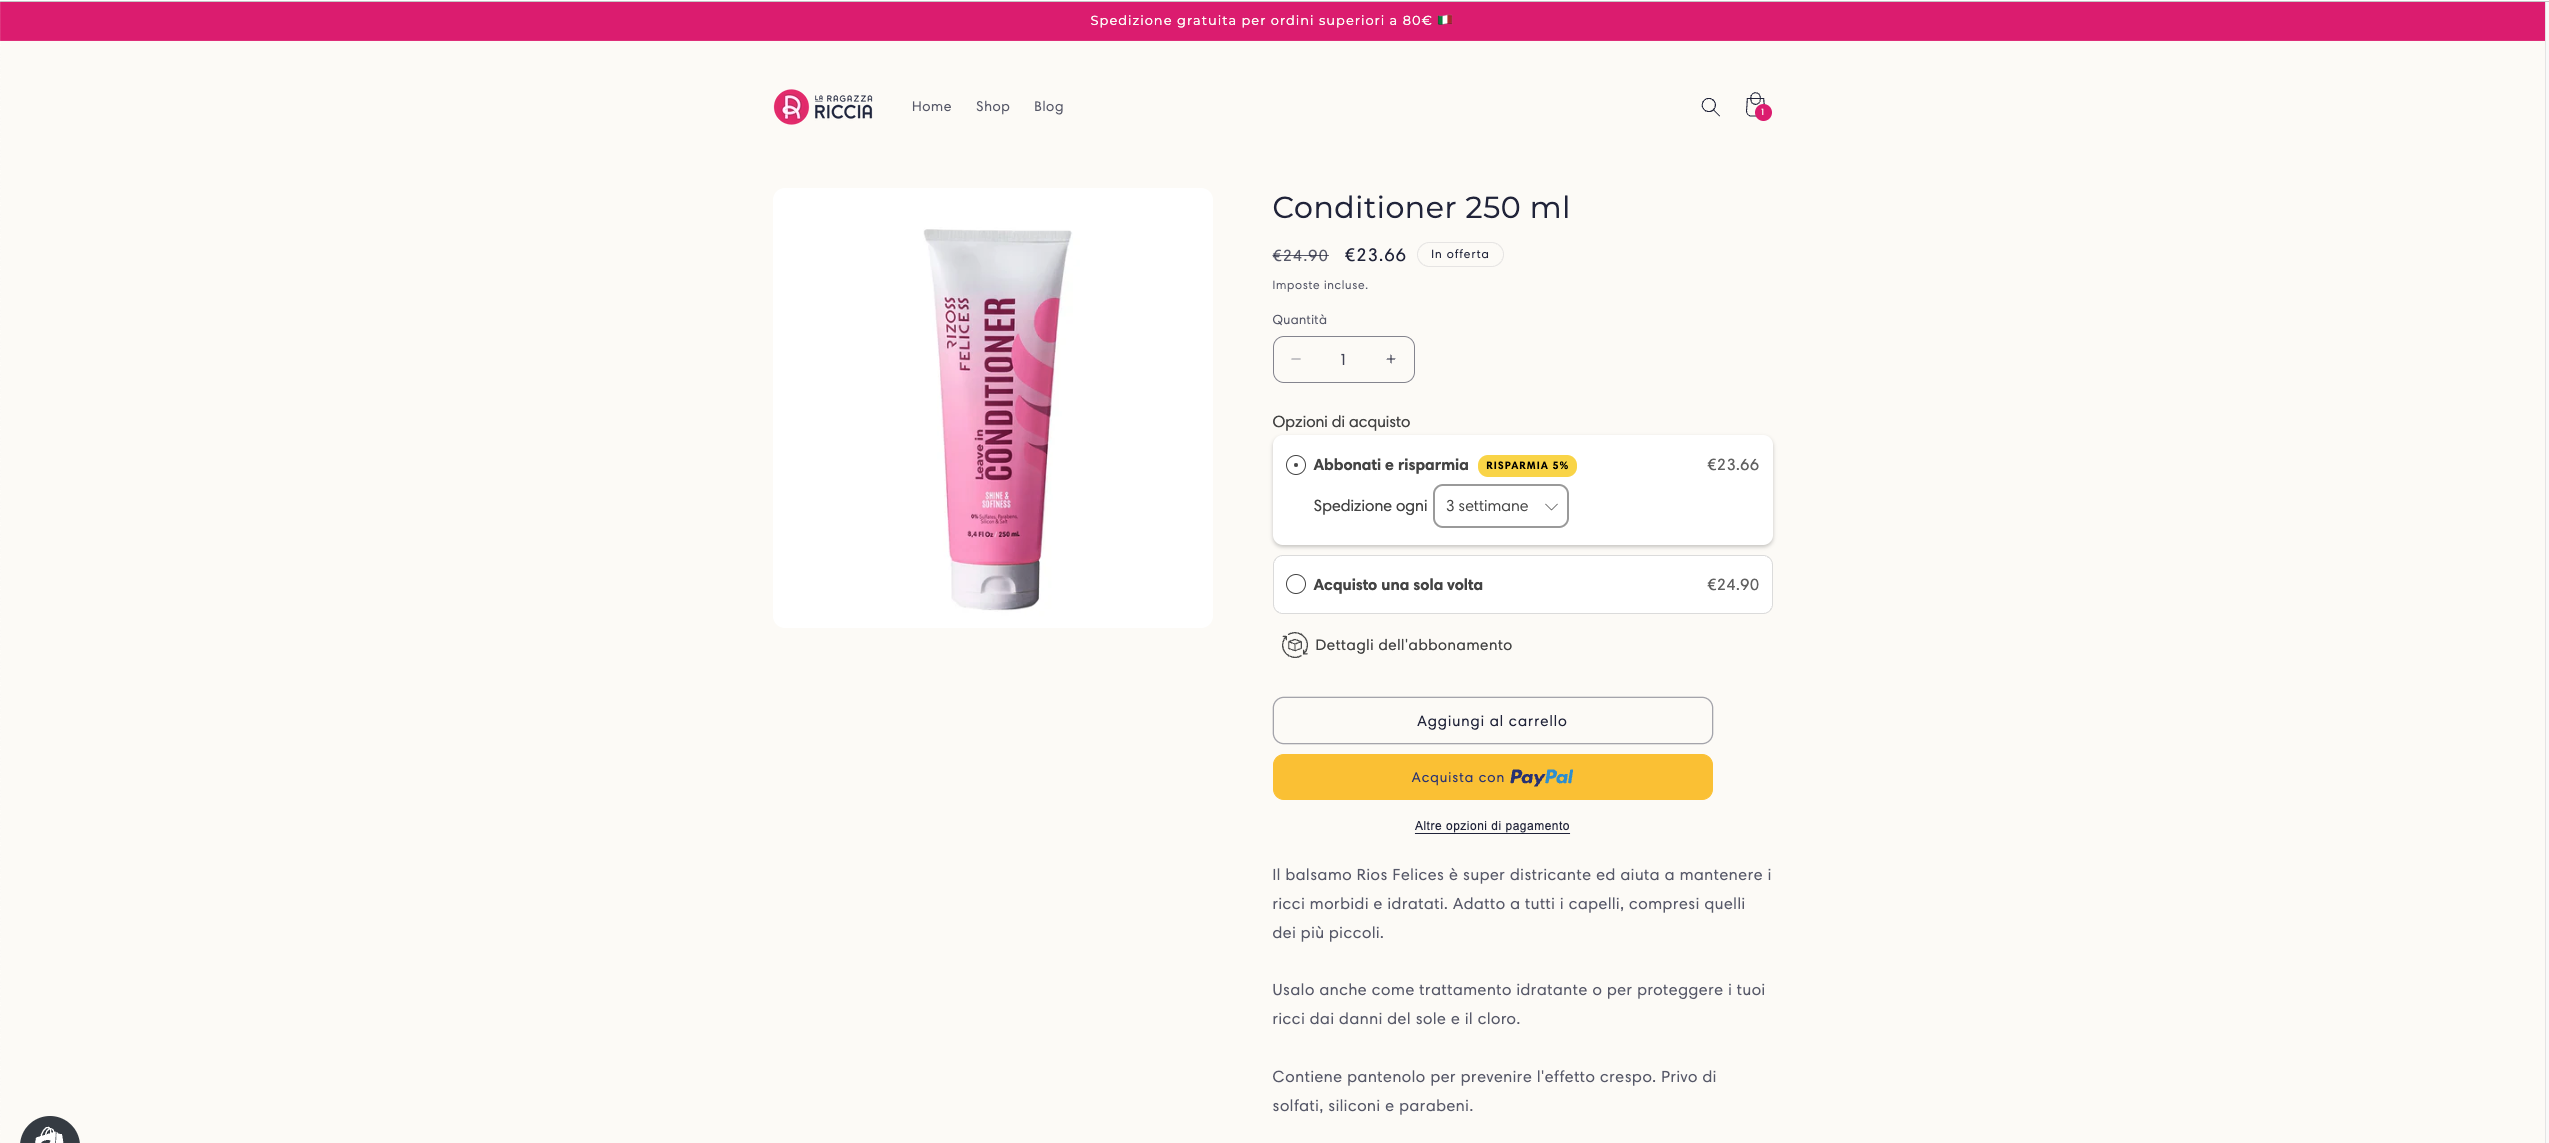 Spedizione gratuita per ordini superiori a 80€
LA RAGAZZA
RICCIA
Home
Shop
Blog
1
RIZOSS
FELICESS
Leave in
CONDITIONER
SHINE &
SOFTNESS
0% Sulfates, Parabens,
Silicon & Salt
8,4 Fl Oz 250 mL
Conditioner 250 ml
€24.90 €23.66 In offerta
Imposte incluse.
Quantità
− 1 +
Opzioni di acquisto
Abbonati e risparmia RISPARMIA 5% €23.66
Spedizione ogni 3 settimane
Acquisto una sola volta €24.90
Dettagli dell'abbonamento
Aggiungi al carrello
Acquista con PayPal
Altre opzioni di pagamento
Il balsamo Rios Felices è super districante ed aiuta a mantenere i
ricci morbidi e idratati. Adatto a tutti i capelli, compresi quelli
dei più piccoli.
Usalo anche come trattamento idratante o per proteggere i tuoi
ricci dai danni del sole e il cloro.
Contiene pantenolo per prevenire l'effetto crespo. Privo di
solfati, siliconi e parabeni.